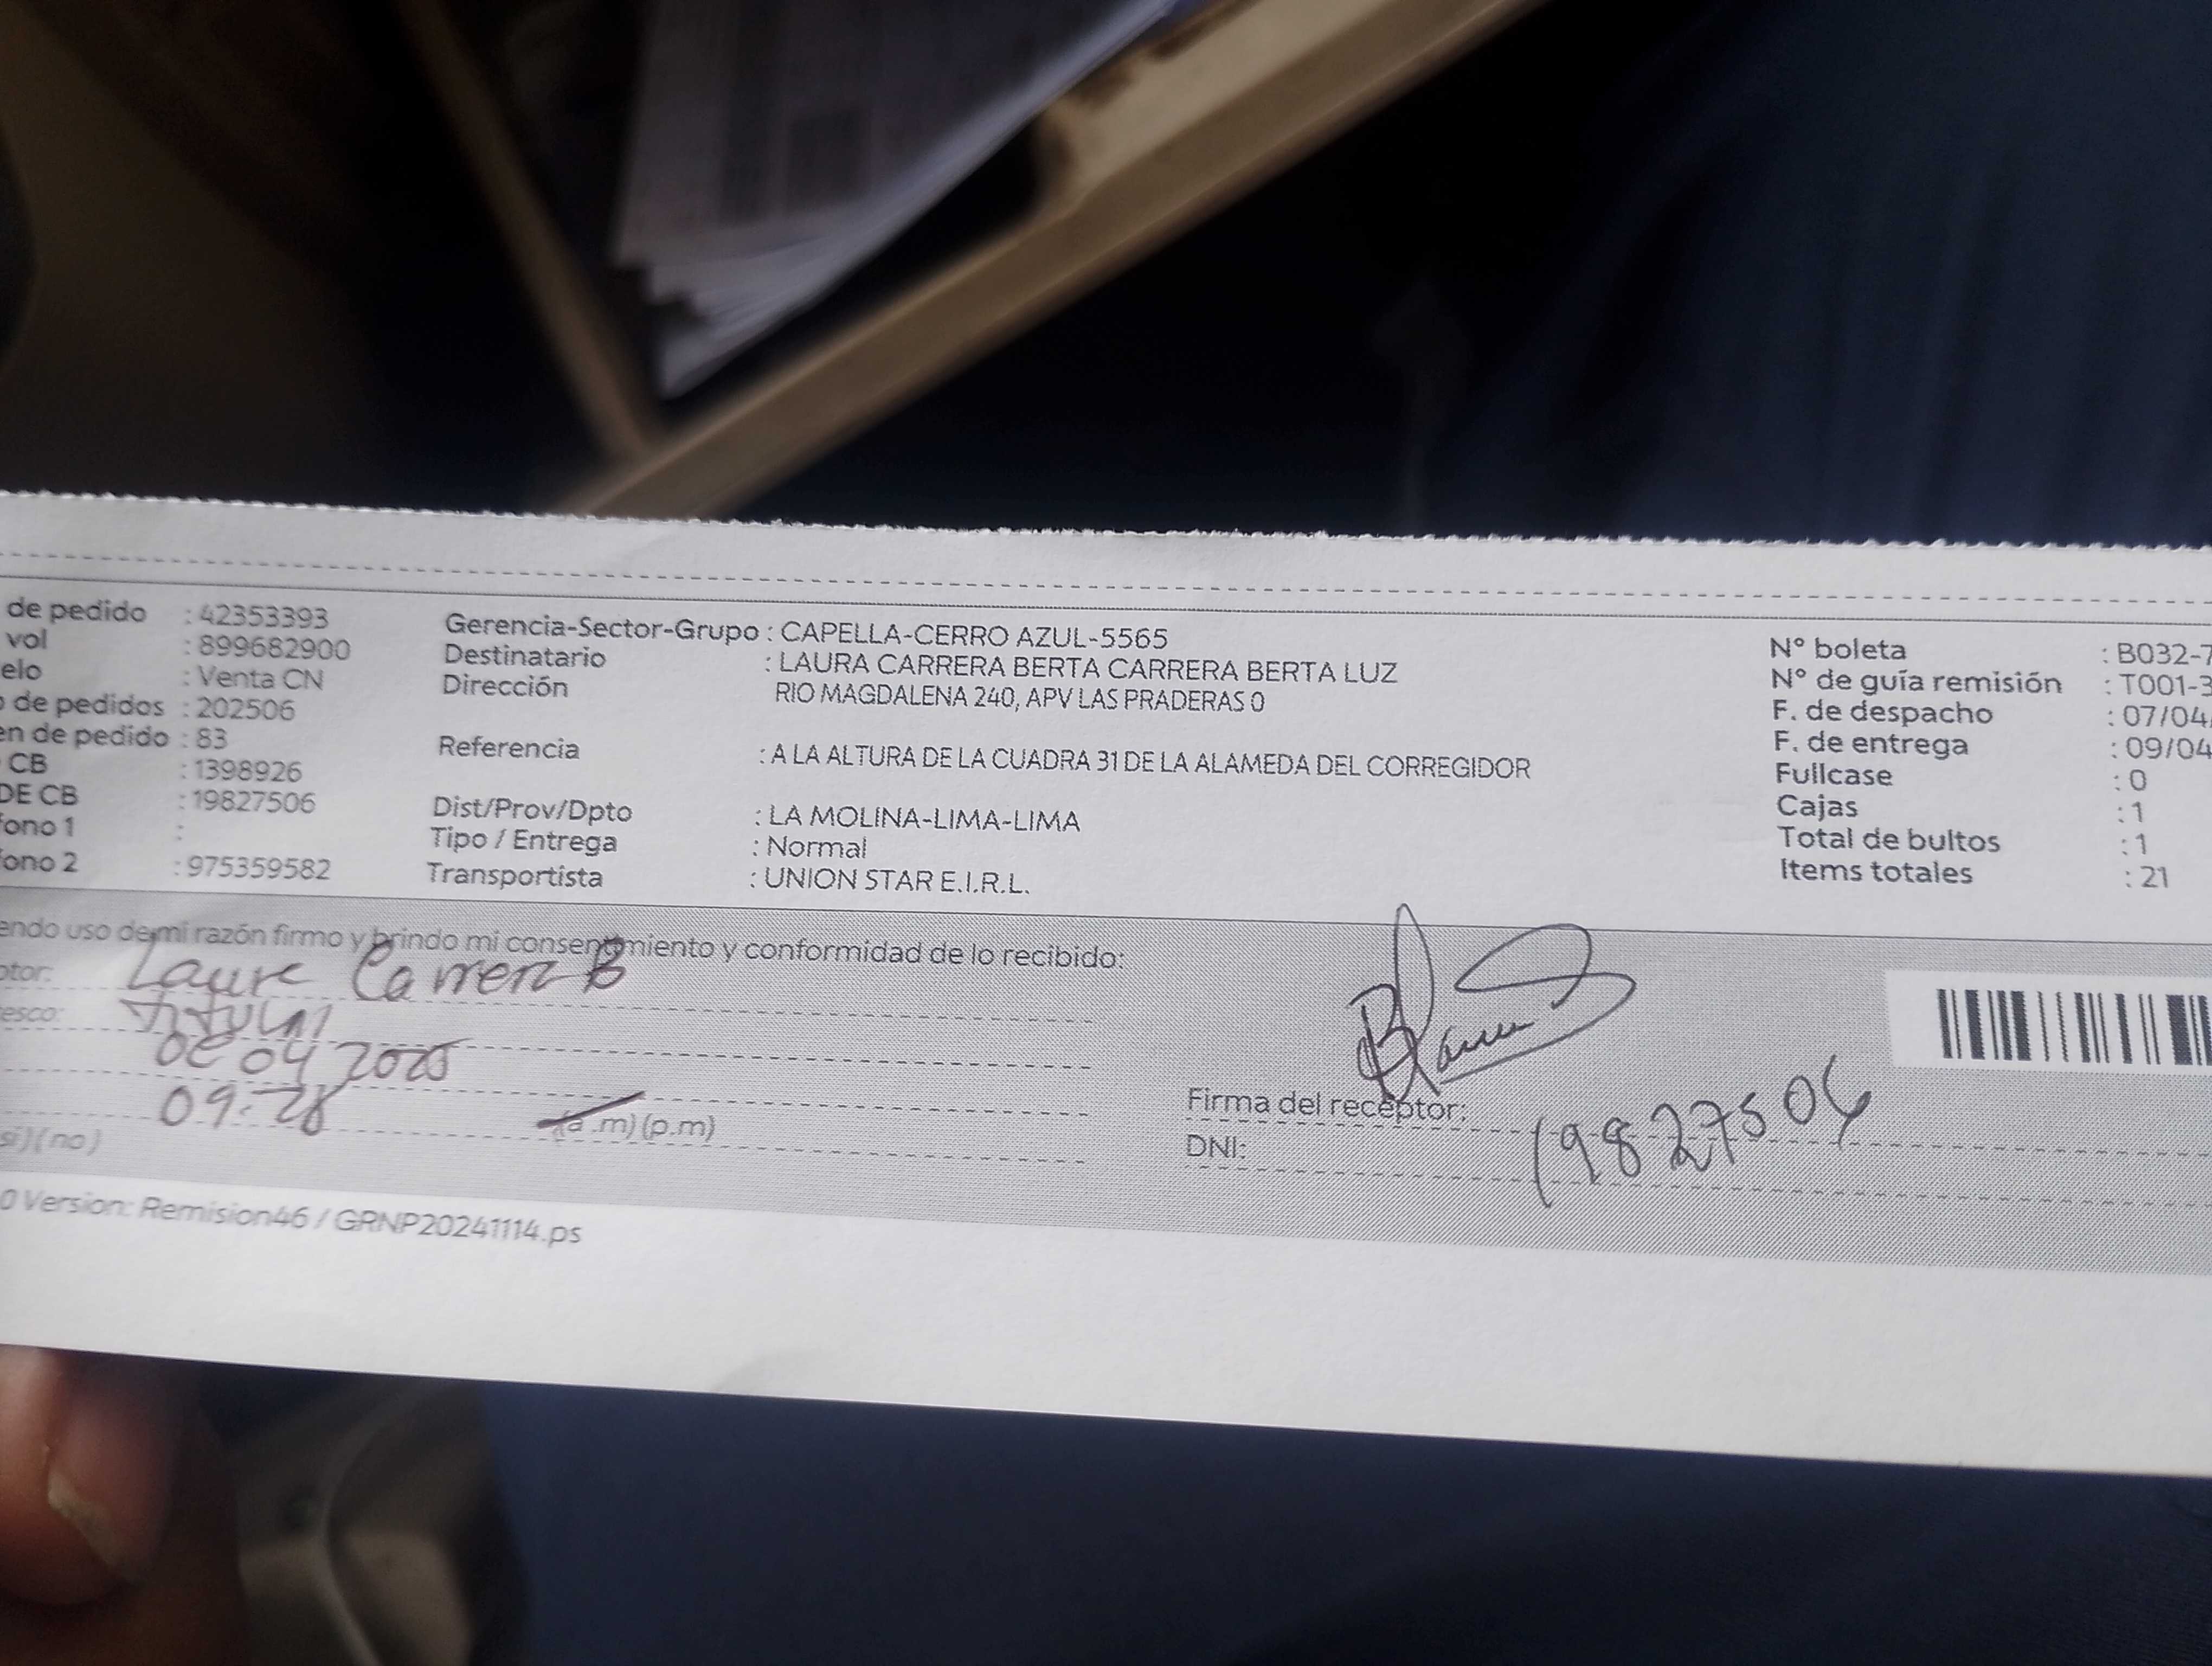 de pedido : 42353393
vol : 899682900
elo : Venta CN
o de pedidos : 202506
en de pedido : 83
CB : 1398926
DE CB : 19827506
fono 1 :
fono 2 : 975359582
Gerencia-Sector-Grupo : CAPELLA-CERRO AZUL-5565
Destinatario : LAURA CARRERA BERTA CARRERA BERTA LUZ
Dirección RIO MAGDALENA 240, APV LAS PRADERAS 0
Referencia : A LA ALTURA DE LA CUADRA 31 DE LA ALAMEDA DEL CORREGIDOR
Dist/Prov/Dpto : LA MOLINA-LIMA-LIMA
Tipo / Entrega : Normal
Transportista : UNION STAR E.I.R.L.
N° boleta : B032-7
N° de guía remisión : T001-3
F. de despacho : 07/04/
F. de entrega : 09/04
Fullcase : 0
Cajas : 1
Total de bultos : 1
Items totales : 21
endo uso de mi razón firmo y brindo mi consentimiento y conformidad de lo recibido:
ptor: Laura Carrera B
esco: Titular
04 2025
09:28 (a.m) (p.m)
si) (no)
Firma del receptor:
DNI: 19827506
0 Version: Remision46 / GRNP20241114.ps